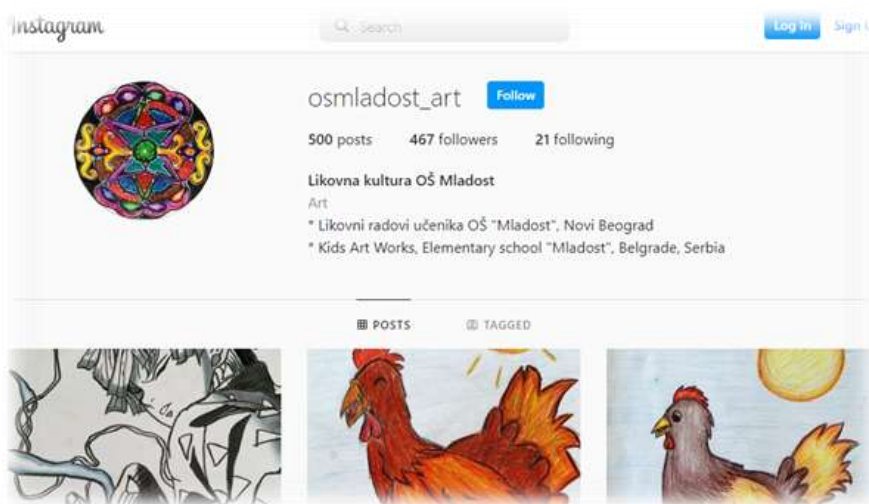 Instagram
Search
Log In
Sign
osmladost_art
Follow
500 posts 467 followers 21 following
Likovna kultura OŠ Mladost
Art
* Likovni radovi učenika OŠ "Mladost", Novi Beograd
* Kids Art Works, Elementary school "Mladost", Belgrade, Serbia
POSTS
TAGGED